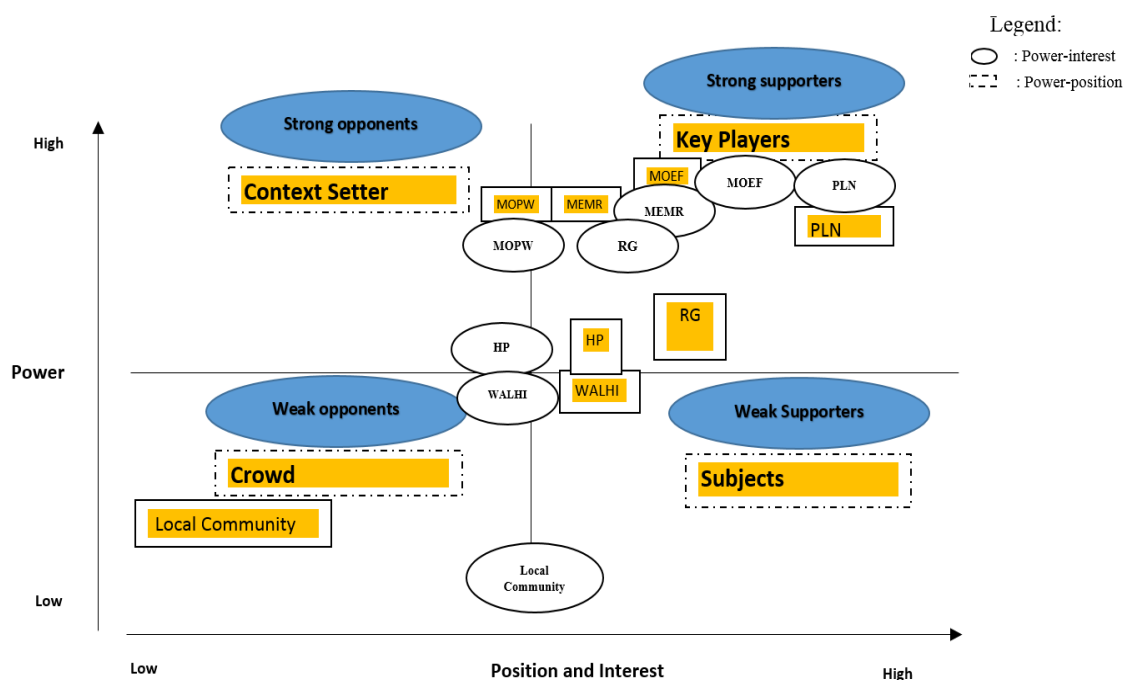 Legend:
: Power-interest
: Power-position
Strong opponents
Strong supporters
High
Context Setter
Key Players
MOPW
MEMR
MOEF
MOEF
PLN
MEMR
MOPW
RG
PLN
RG
HP
HP
Power
WALHI
WALHI
Weak opponents
Weak Supporters
Crowd
Subjects
Local Community
Local
Community
Low
Low
Position and Interest
High